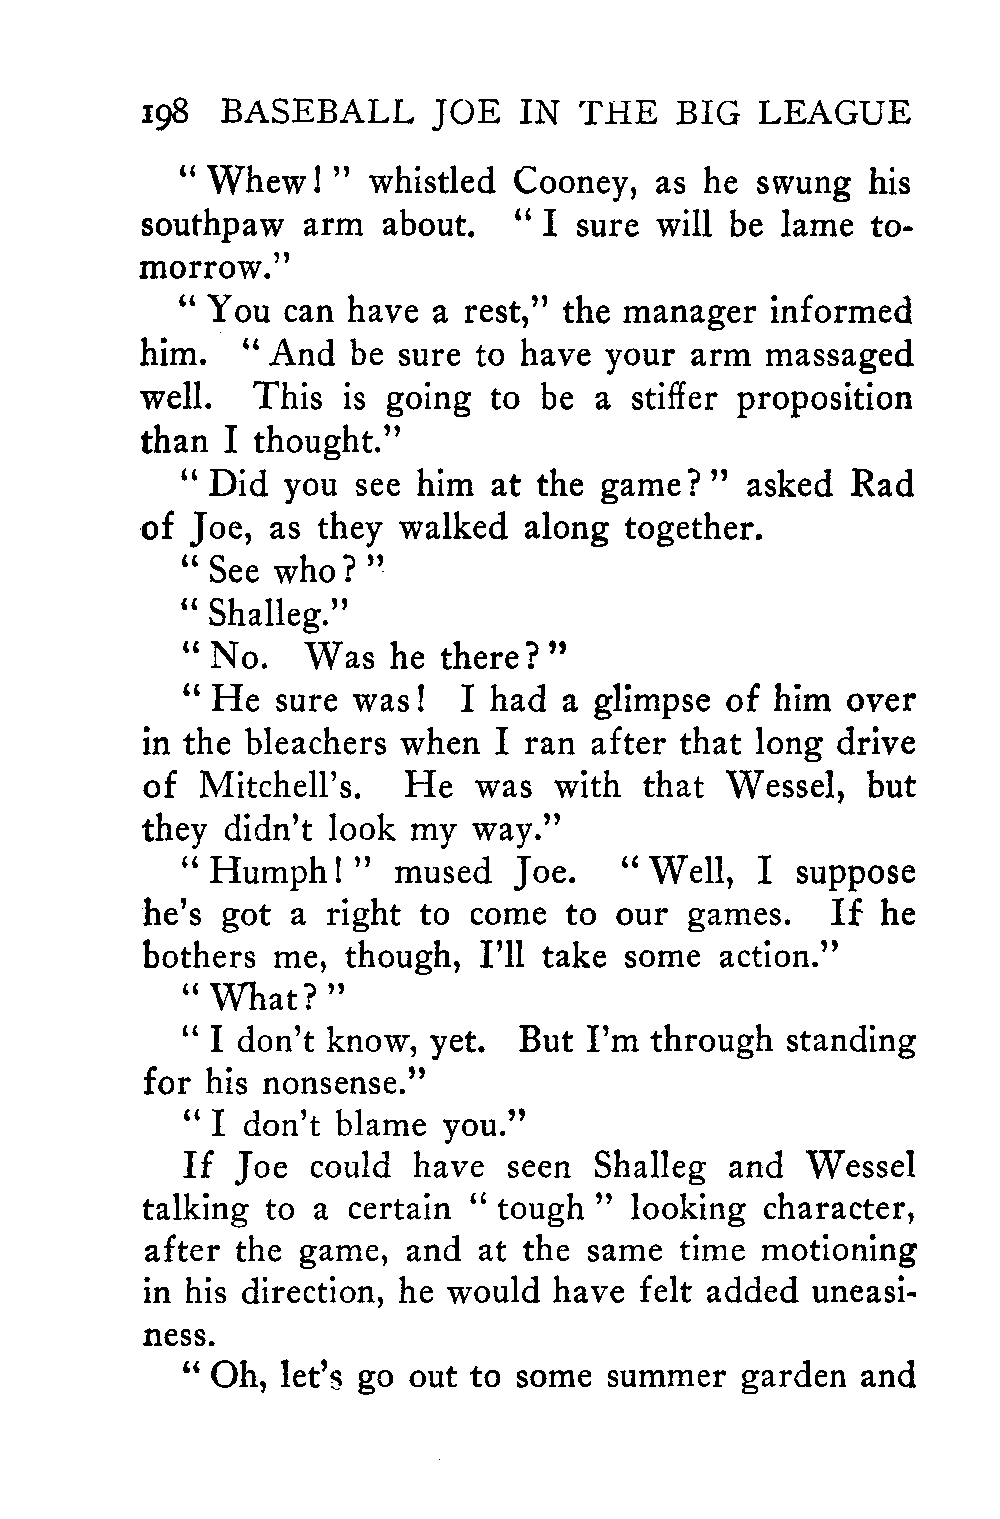 198 BASEBALL JOE IN THE BIG LEAGUE
“ Whew! ” whistled Cooney, as he swung his
southpaw arm about. “ I sure will be lame to-
morrow.”
“ You can have a rest,” the manager informed
him. “ And be sure to have your arm massaged
well. This is going to be a stiffer proposition
than I thought.”
“ Did you see him at the game? ” asked Rad
of Joe, as they walked along together.
“ See who? ”
“ Shalleg.”
“ No. Was he there? ”
“ He sure was! I had a glimpse of him over
in the bleachers when I ran after that long drive
of Mitchell’s. He was with that Wessel, but
they didn’t look my way.”
“ Humph! ” mused Joe. “ Well, I suppose
he’s got a right to come to our games. If he
bothers me, though, I’ll take some action.”
“ What? ”
“ I don’t know, yet. But I’m through standing
for his nonsense.”
“ I don’t blame you.”
If Joe could have seen Shalleg and Wessel
talking to a certain “ tough ” looking character,
after the game, and at the same time motioning
in his direction, he would have felt added uneasi-
ness.
“ Oh, let’s go out to some summer garden and